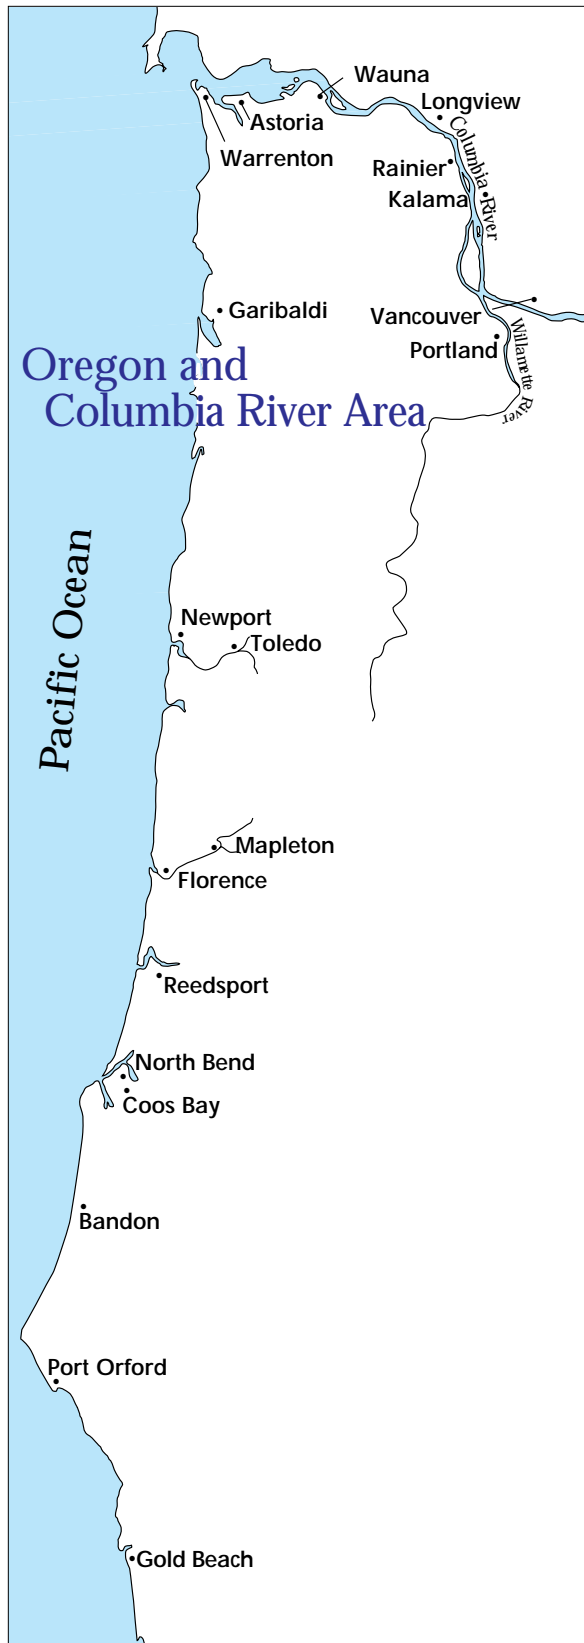 Wauna
Longview
Astoria
Columbia River
Warrenton
Rainier
Kalama
Garibaldi
Vancouver
Willamette River
Portland
Oregon and
Columbia River Area
Pacific Ocean
Newport
Toledo
Mapleton
Florence
Reedsport
North Bend
Coos Bay
Bandon
Port Orford
Gold Beach